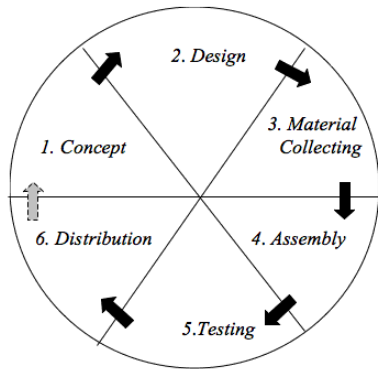 1. Concept
2. Design
3. Material
Collecting
4. Assembly
5.Testing
6. Distribution